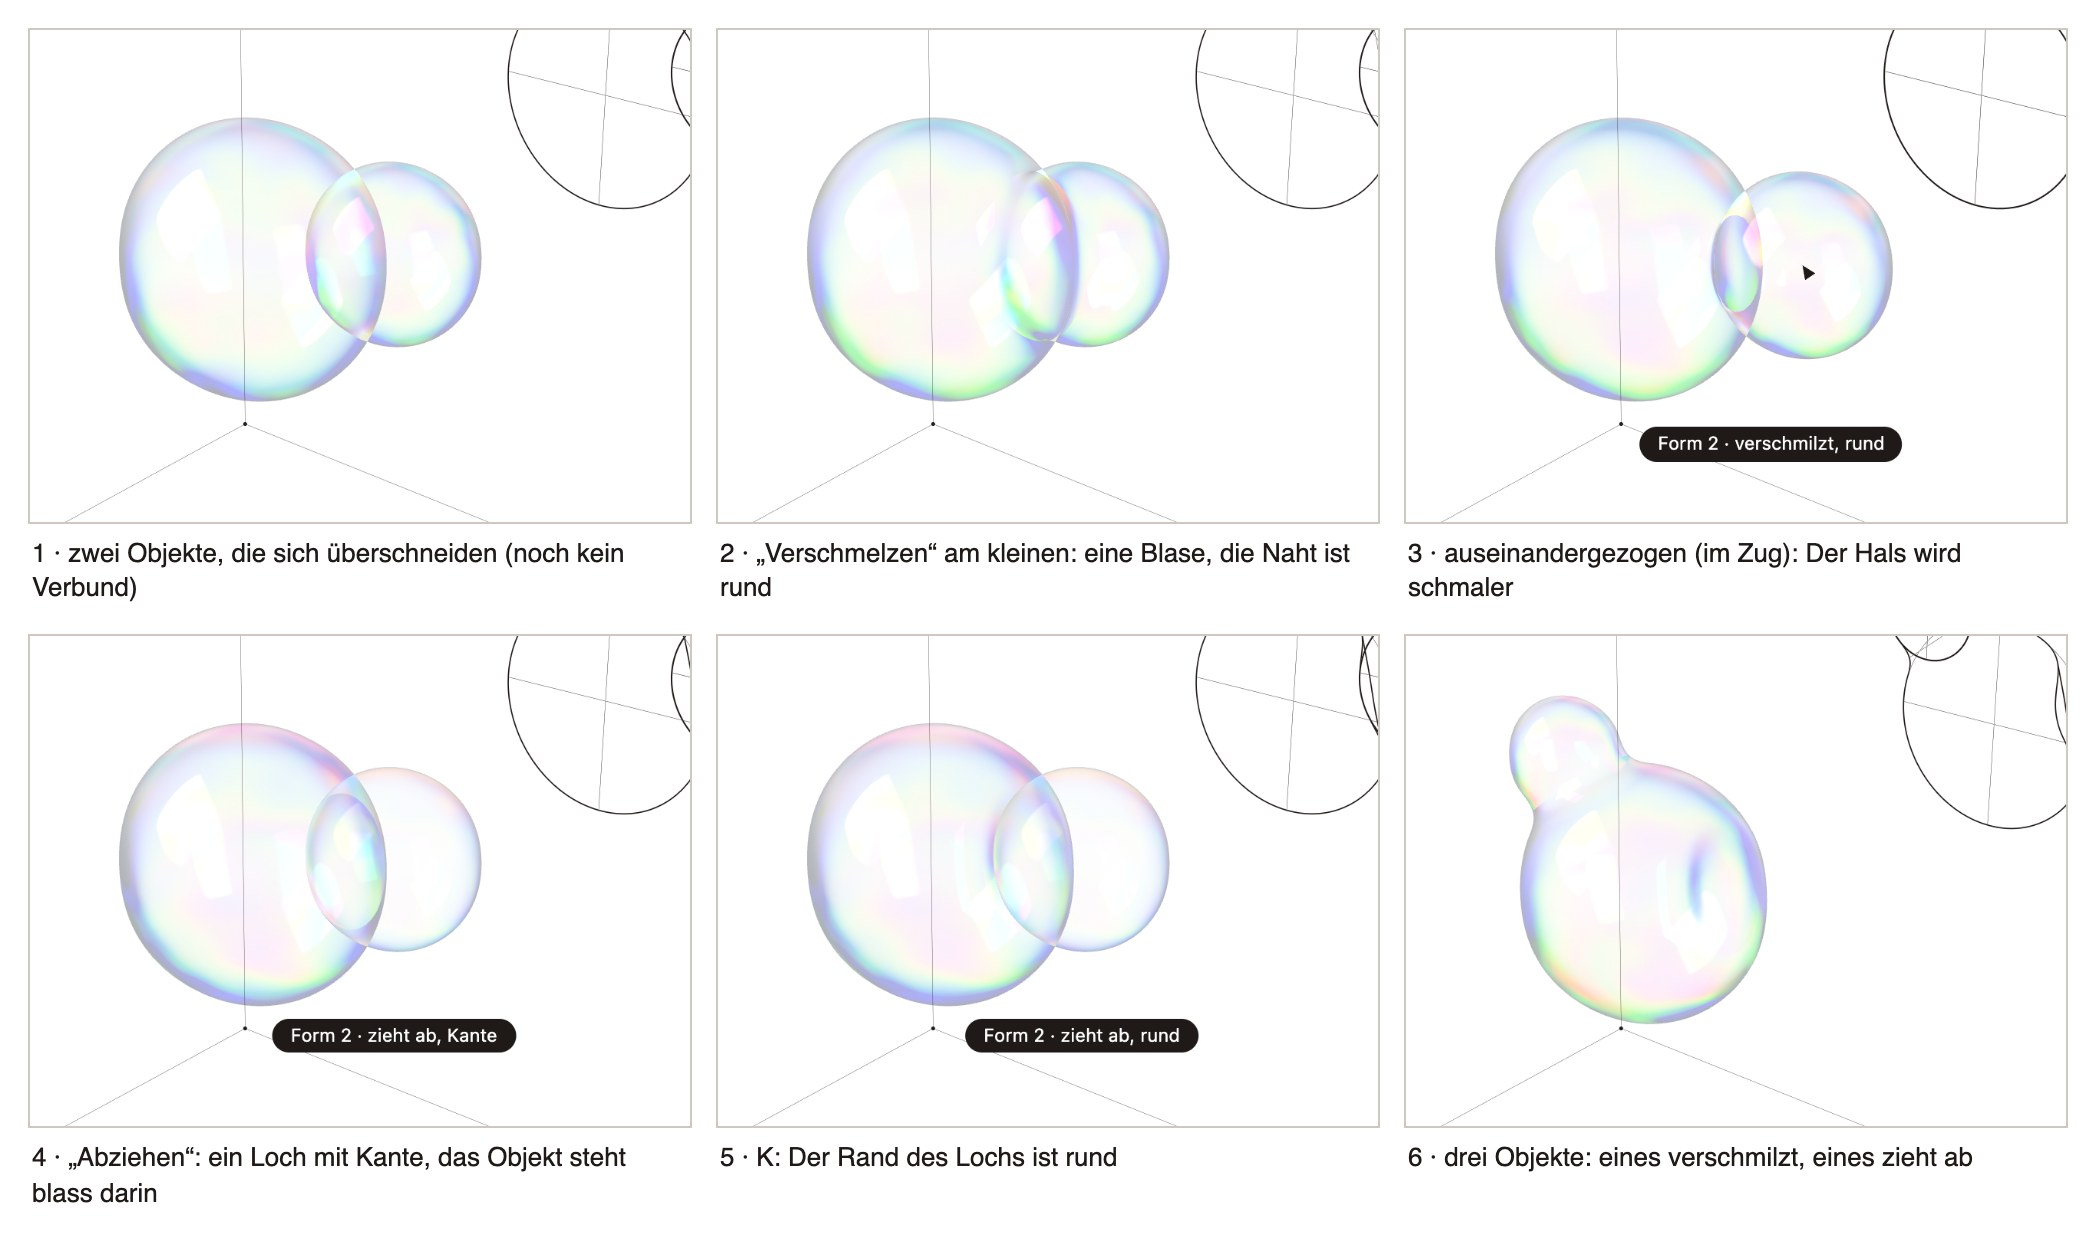 1 · zwei Objekte, die sich überschneiden (noch kein
Verbund)
2 · „Verschmelzen“ am kleinen: eine Blase, die Naht ist
rund
Form 2 · verschmilzt, rund
3 · auseinandergezogen (im Zug): Der Hals wird
schmaler
Form 2 · zieht ab, Kante
4 · „Abziehen“: ein Loch mit Kante, das Objekt steht
blass darin
Form 2 · zieht ab, rund
5 · K: Der Rand des Lochs ist rund
6 · drei Objekte: eines verschmilzt, eines zieht ab